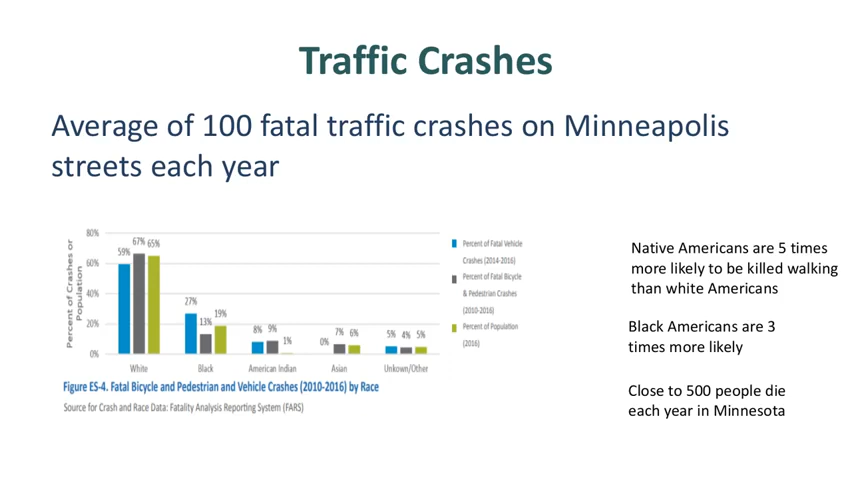 Traffic Crashes
Average of 100 fatal traffic crashes on Minneapolis
streets each year
Percent of Crashes or
Population
80%
60%
40%
20%
0%
59%
67%
65%
27%
13%
19%
8%
9%
1%
0%
7%
6%
5%
4%
5%
White
Black
American Indian
Asian
Unkown/Other
Percent of Fatal Vehicle
Crashes (2014-2016)
Percent of Fatal Bicycle
& Pedestrian Crashes
(2010-2016)
Percent of Population
(2016)
Figure ES-4. Fatal Bicycle and Pedestrian and Vehicle Crashes (2010-2016) by Race
Source for Crash and Race Data: Fatality Analysis Reporting System (FARS)
Native Americans are 5 times
more likely to be killed walking
than white Americans
Black Americans are 3
times more likely
Close to 500 people die
each year in Minnesota